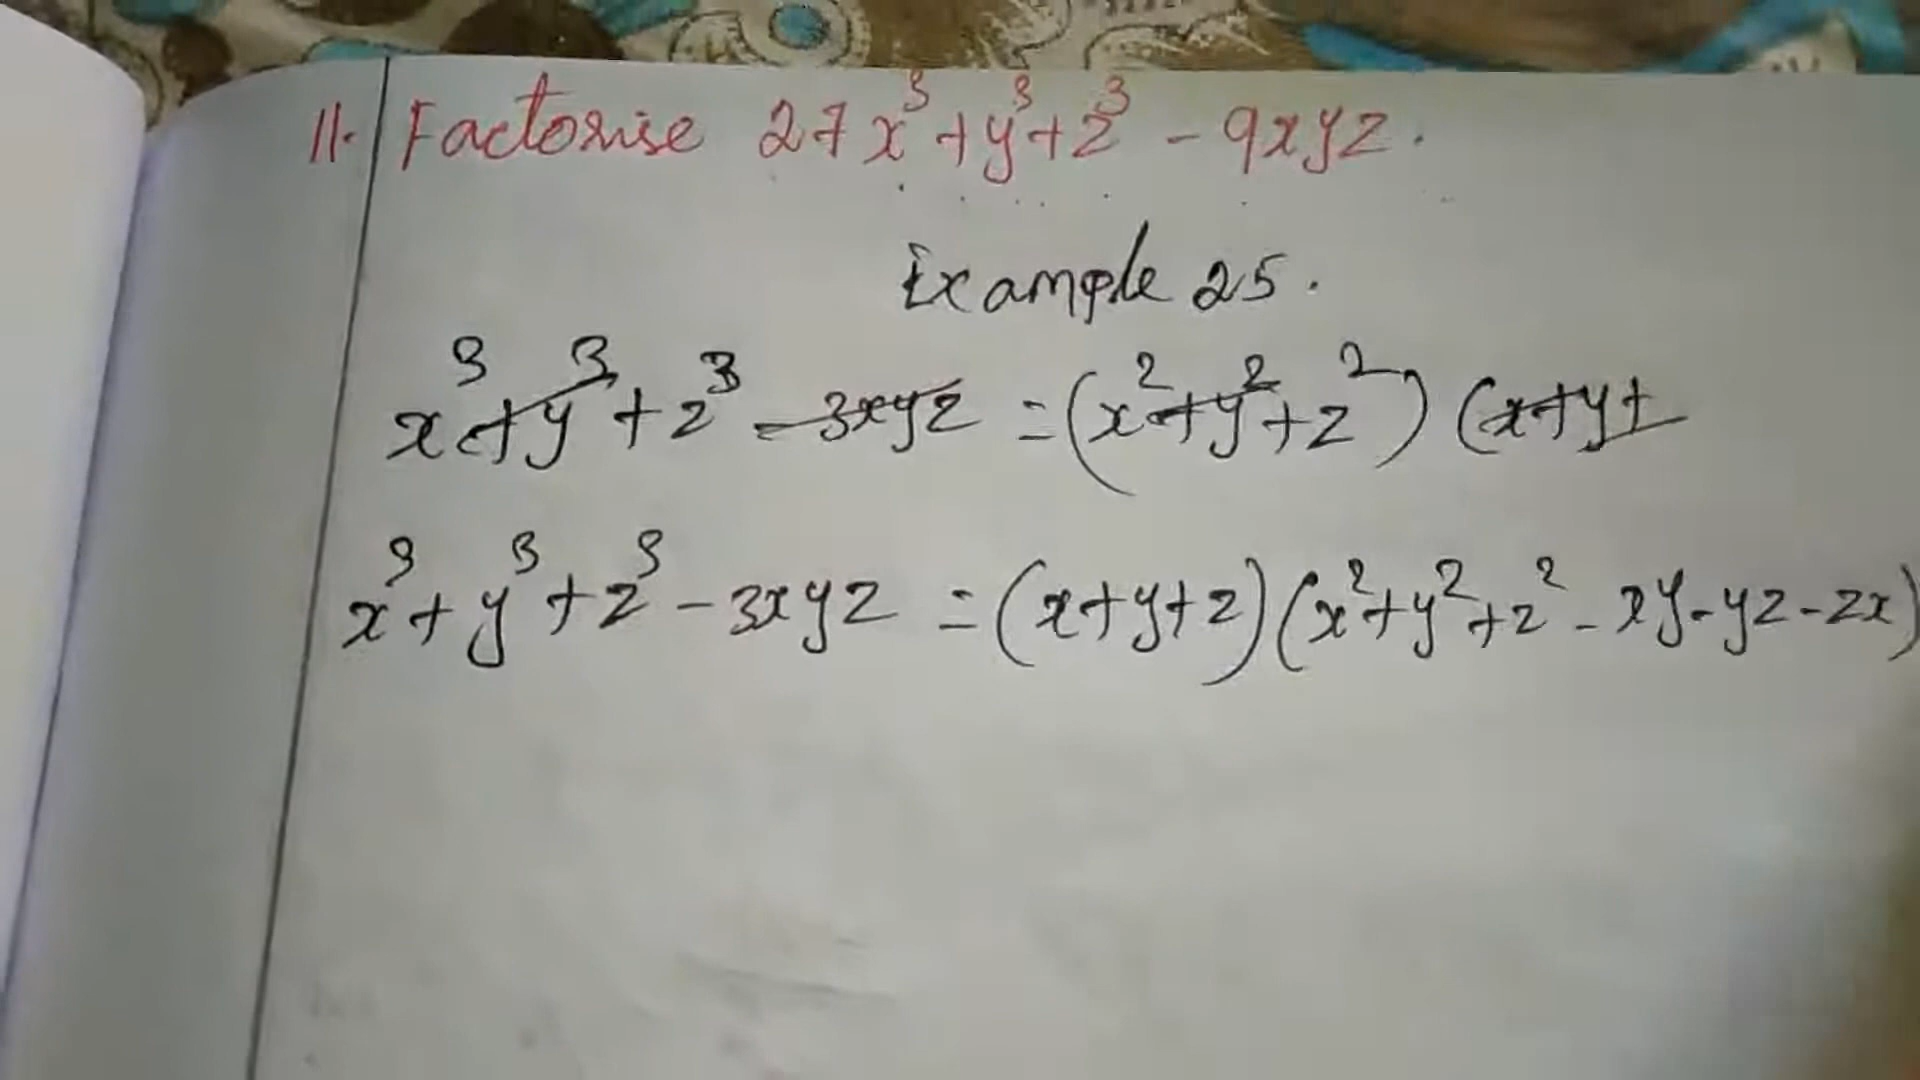 11. Factorise 27x³ + y³ + z³ - 9xyz.
Example 25.
x³ + y³ + z³ - 3xyz = (x² + y² + z²) (x + y +
x³ + y³ + z³ - 3xyz = (x + y + z) (x² + y² + z² - xy - yz - zx)